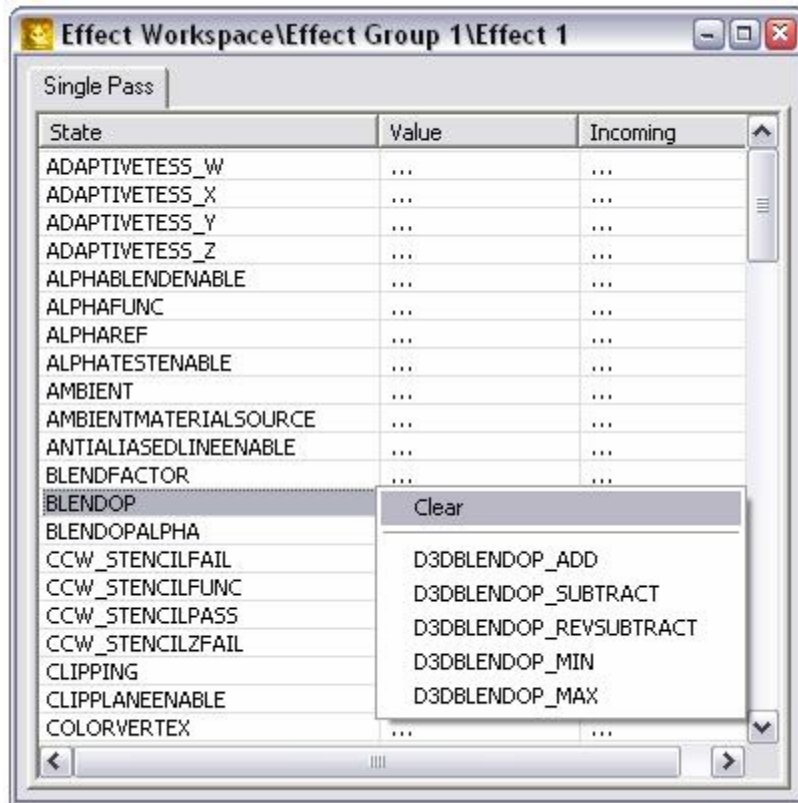 Effect Workspace\Effect Group 1\Effect 1
Single Pass
State Value Incoming
ADAPTIVETESS_W ... ...
ADAPTIVETESS_X ... ...
ADAPTIVETESS_Y ... ...
ADAPTIVETESS_Z ... ...
ALPHABLENDENABLE ... ...
ALPHAFUNC ... ...
ALPHAREF ... ...
ALPHATESTENABLE ... ...
AMBIENT ... ...
AMBIENTMATERIALSOURCE ... ...
ANTIALIASEDLINEENABLE ... ...
BLENDFACTOR ... ...
BLENDOP
BLENDOPALPHA
CCW_STENCILFAIL
CCW_STENCILFUNC
CCW_STENCILPASS
CCW_STENCILZFAIL
CLIPPING
CLIPPLANEENABLE
COLORVERTEX ... ...
Clear
D3DBLENDOP_ADD
D3DBLENDOP_SUBTRACT
D3DBLENDOP_REVSUBTRACT
D3DBLENDOP_MIN
D3DBLENDOP_MAX